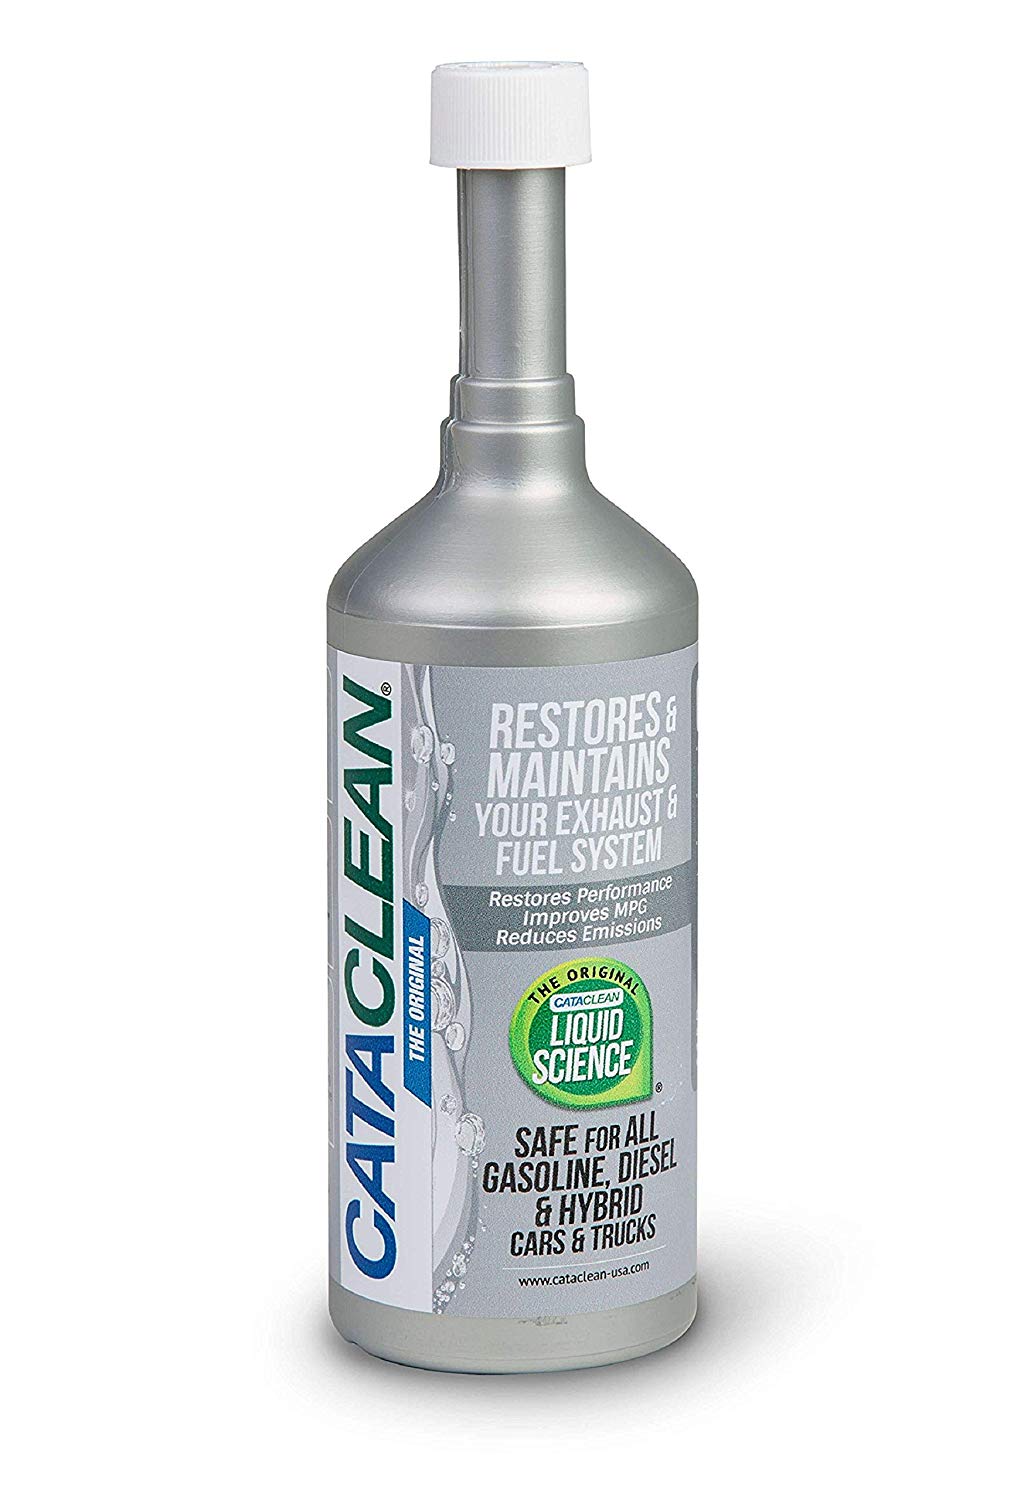 CATACLEAN®
THE ORIGINAL
RESTORES &
MAINTAINS
YOUR EXHAUST &
FUEL SYSTEM
Restores Performance
Improves MPG
Reduces Emissions
THE ORIGINAL
CATACLEAN
LIQUID
SCIENCE
®
SAFE FOR ALL
GASOLINE, DIESEL
& HYBRID
CARS & TRUCKS
www.cataclean-usa.com